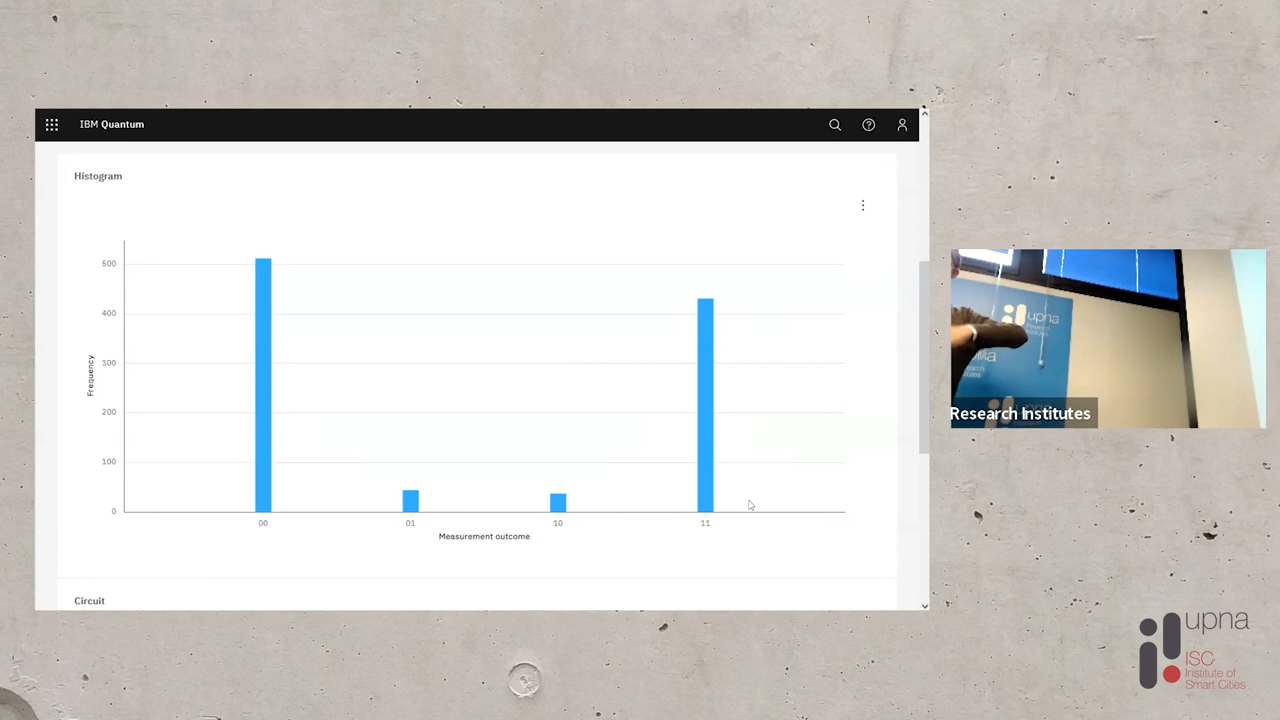 IBM Quantum
Histogram
500
400
300
200
100
0
Frequency
00
01
10
11
Measurement outcome
Circuit
upna
Research Institutes
upna
ISC
Institute of
Smart Cities